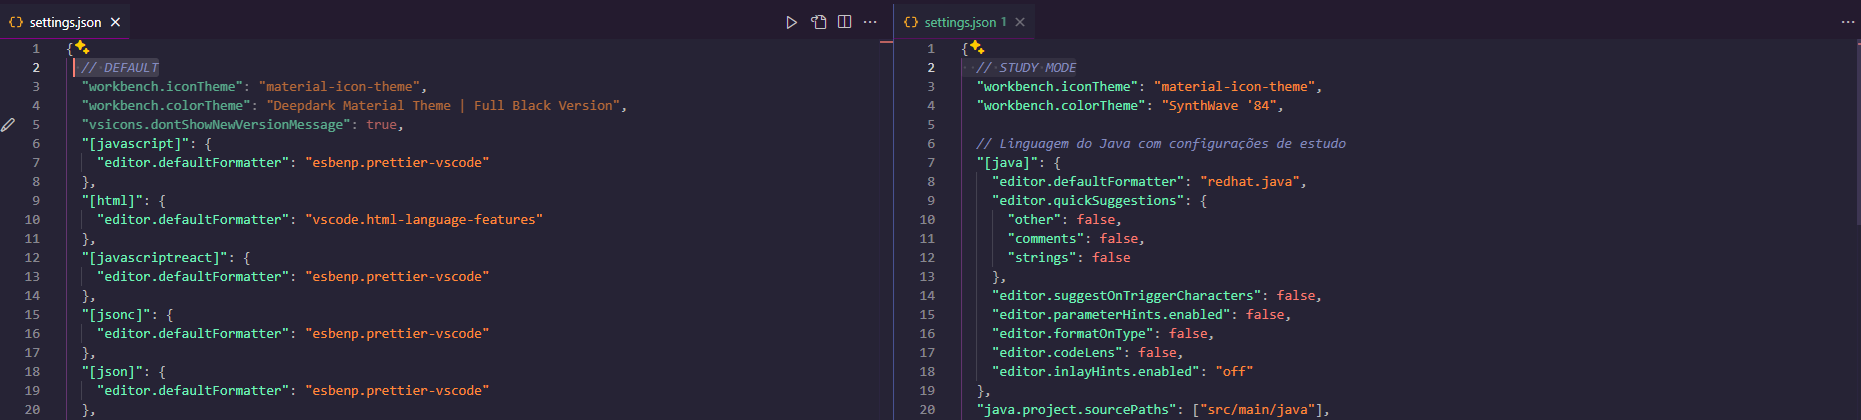 settings.json
1 {
2 // DEFAULT
3 "workbench.iconTheme": "material-icon-theme",
4 "workbench.colorTheme": "Deepdark Material Theme | Full Black Version",
5 "vsicons.dontShowNewVersionMessage": true,
6 "[javascript]": {
7 "editor.defaultFormatter": "esbenp.prettier-vscode"
8 },
9 "[html]": {
10 "editor.defaultFormatter": "vscode.html-language-features"
11 },
12 "[javascriptreact]": {
13 "editor.defaultFormatter": "esbenp.prettier-vscode"
14 },
15 "[jsonc]": {
16 "editor.defaultFormatter": "esbenp.prettier-vscode"
17 },
18 "[json]": {
19 "editor.defaultFormatter": "esbenp.prettier-vscode"
20 },
settings.json 1
1 {
2 // STUDY MODE
3 "workbench.iconTheme": "material-icon-theme",
4 "workbench.colorTheme": "SynthWave '84",
5
6 // Linguagem do Java com configurações de estudo
7 "[java]": {
8 "editor.defaultFormatter": "redhat.java",
9 "editor.quickSuggestions": {
10 "other": false,
11 "comments": false,
12 "strings": false
13 },
14 "editor.suggestOnTriggerCharacters": false,
15 "editor.parameterHints.enabled": false,
16 "editor.formatOnType": false,
17 "editor.codeLens": false,
18 "editor.inlayHints.enabled": "off"
19 },
20 "java.project.sourcePaths": ["src/main/java"],